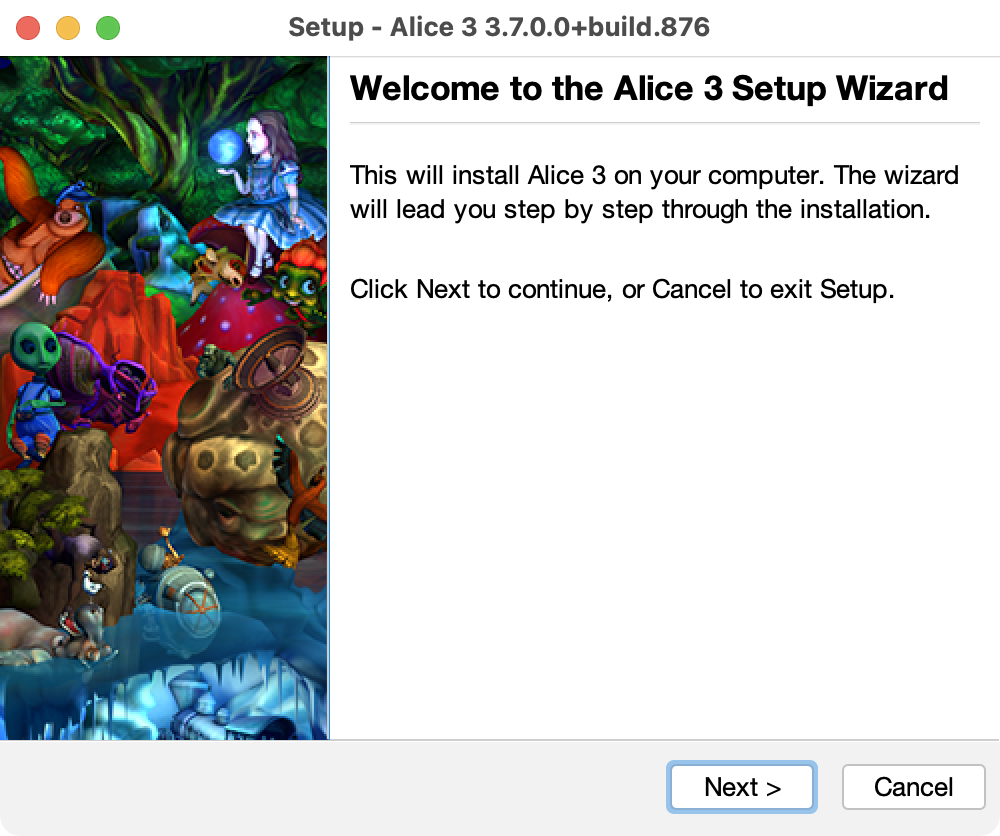 Setup - Alice 3 3.7.0.0+build.876
Welcome to the Alice 3 Setup Wizard
This will install Alice 3 on your computer. The wizard
will lead you step by step through the installation.
Click Next to continue, or Cancel to exit Setup.
Next >
Cancel